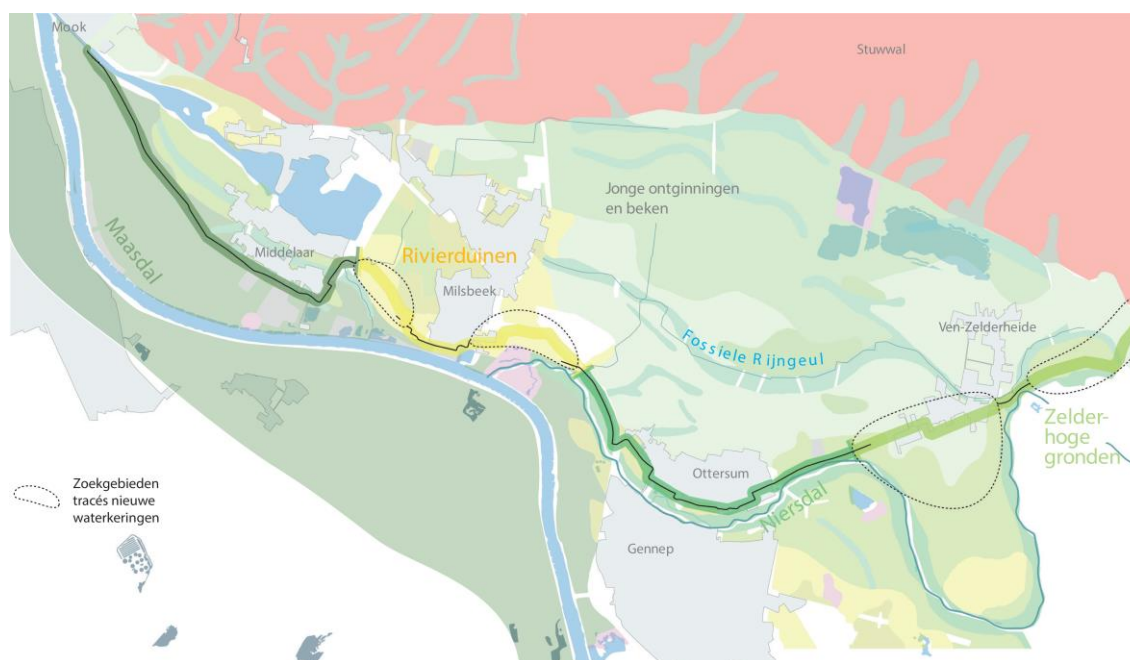 Mook
Stuwwal
Jonge ontginningen
en beken
Maasdal
Middelaar
Rivierduinen
Milsbeek
Ven-Zelderheide
Fossiele Rijngeul
Zelder-
hoge
gronden
Zoekgebieden
tracés nieuwe
waterkeringen
Ottersum
Niersdal
Gennep